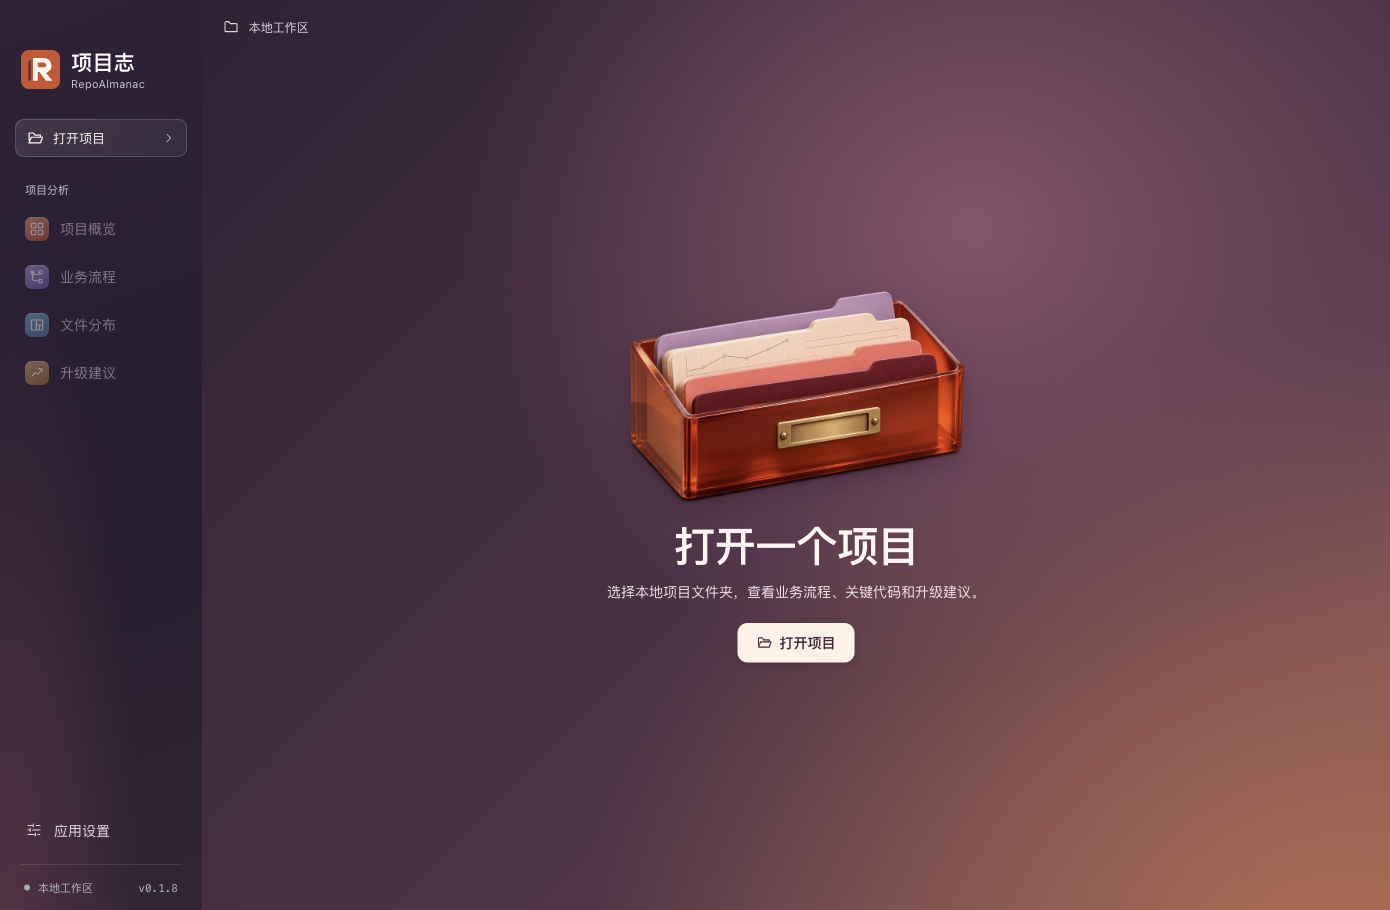 本地工作区
R
项目志
RepoAlmanac
打开项目
项目分析
项目概览
业务流程
文件分布
升级建议
打开一个项目
选择本地项目文件夹，查看业务流程、关键代码和升级建议。
打开项目
应用设置
本地工作区
v0.1.8